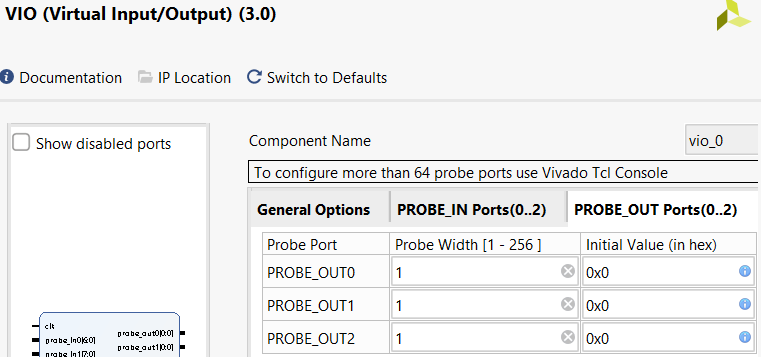 VIO (Virtual Input/Output) (3.0)
Documentation IP Location Switch to Defaults
Show disabled ports
Component Name vio_0
To configure more than 64 probe ports use Vivado Tcl Console
General Options PROBE_IN Ports(0..2) PROBE_OUT Ports(0..2)
Probe Port Probe Width [1 - 256 ] Initial Value (in hex)
PROBE_OUT0 1 0x0
PROBE_OUT1 1 0x0
PROBE_OUT2 1 0x0
clk
probe_in0[6:0] probe_out0[0:0]
probe_in1[7:0] probe_out1[0:0]